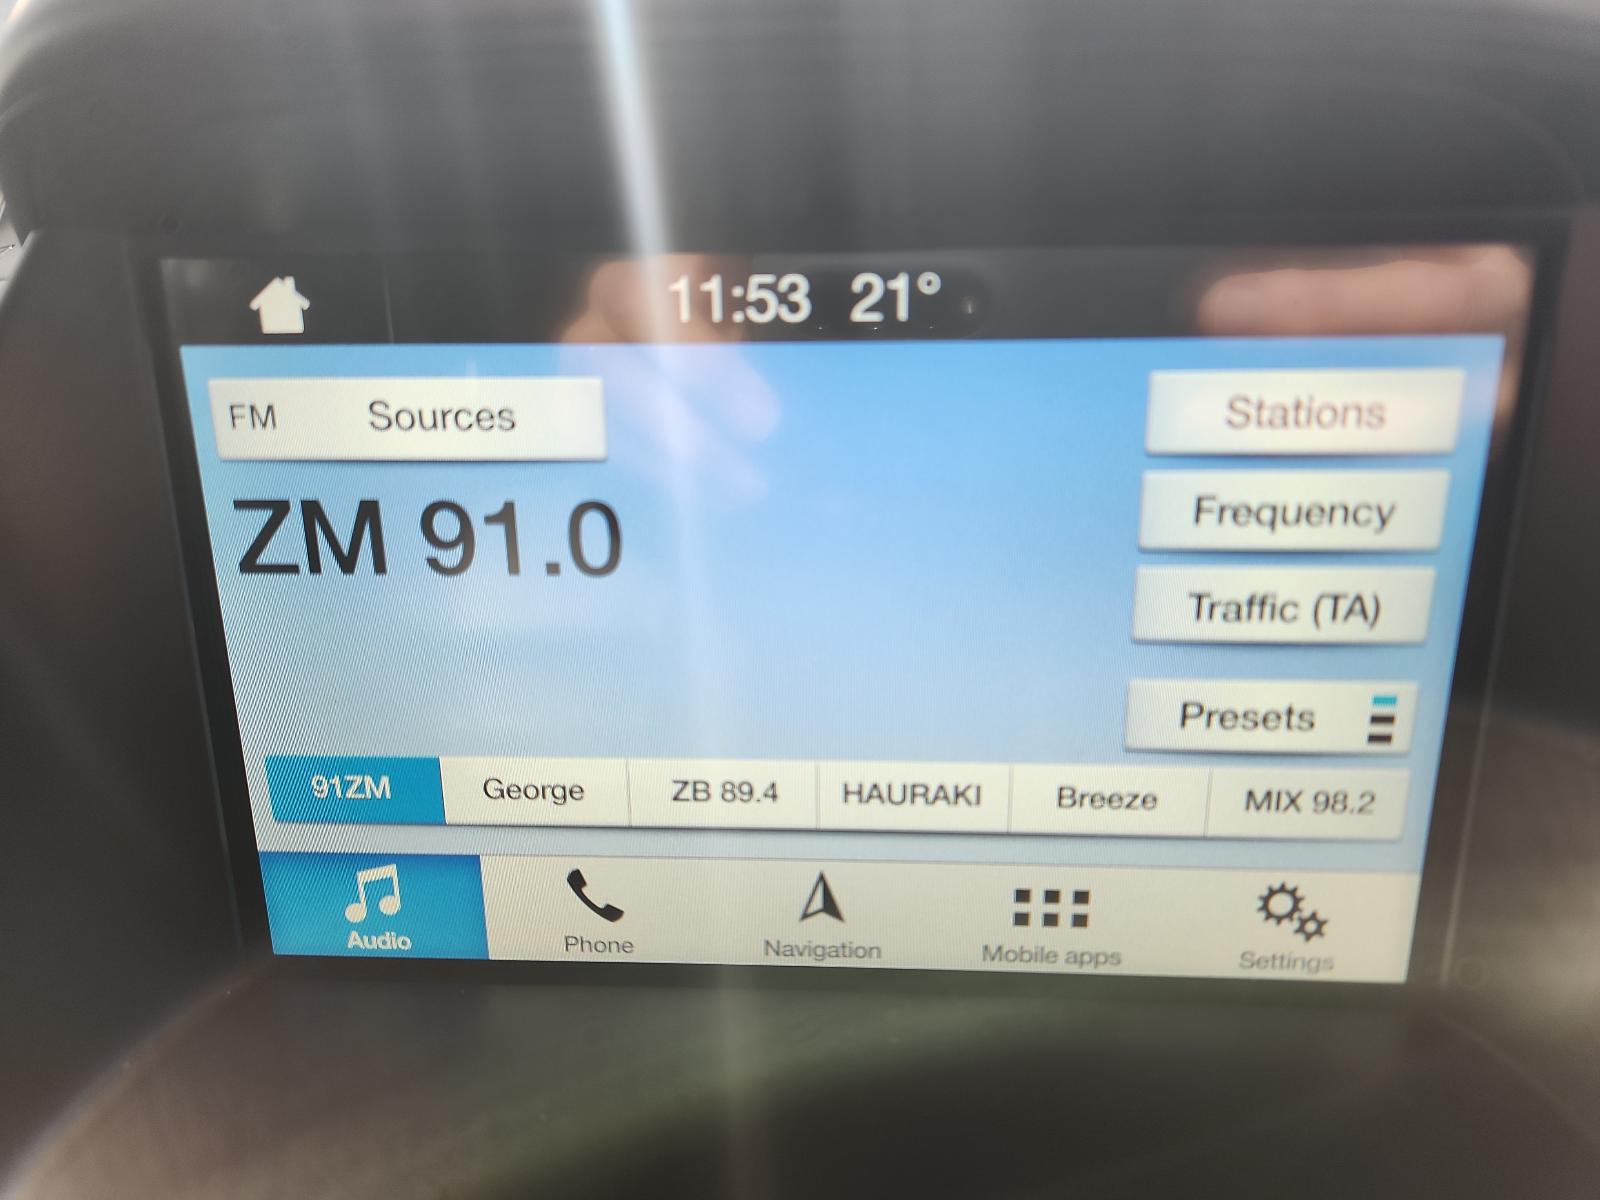 11:53 21°
FM Sources
Stations
ZM 91.0
Frequency
Traffic (TA)
Presets
91ZM George ZB 89.4 HAURAKI Breeze MIX 98.2
Audio Phone Navigation Mobile apps Settings